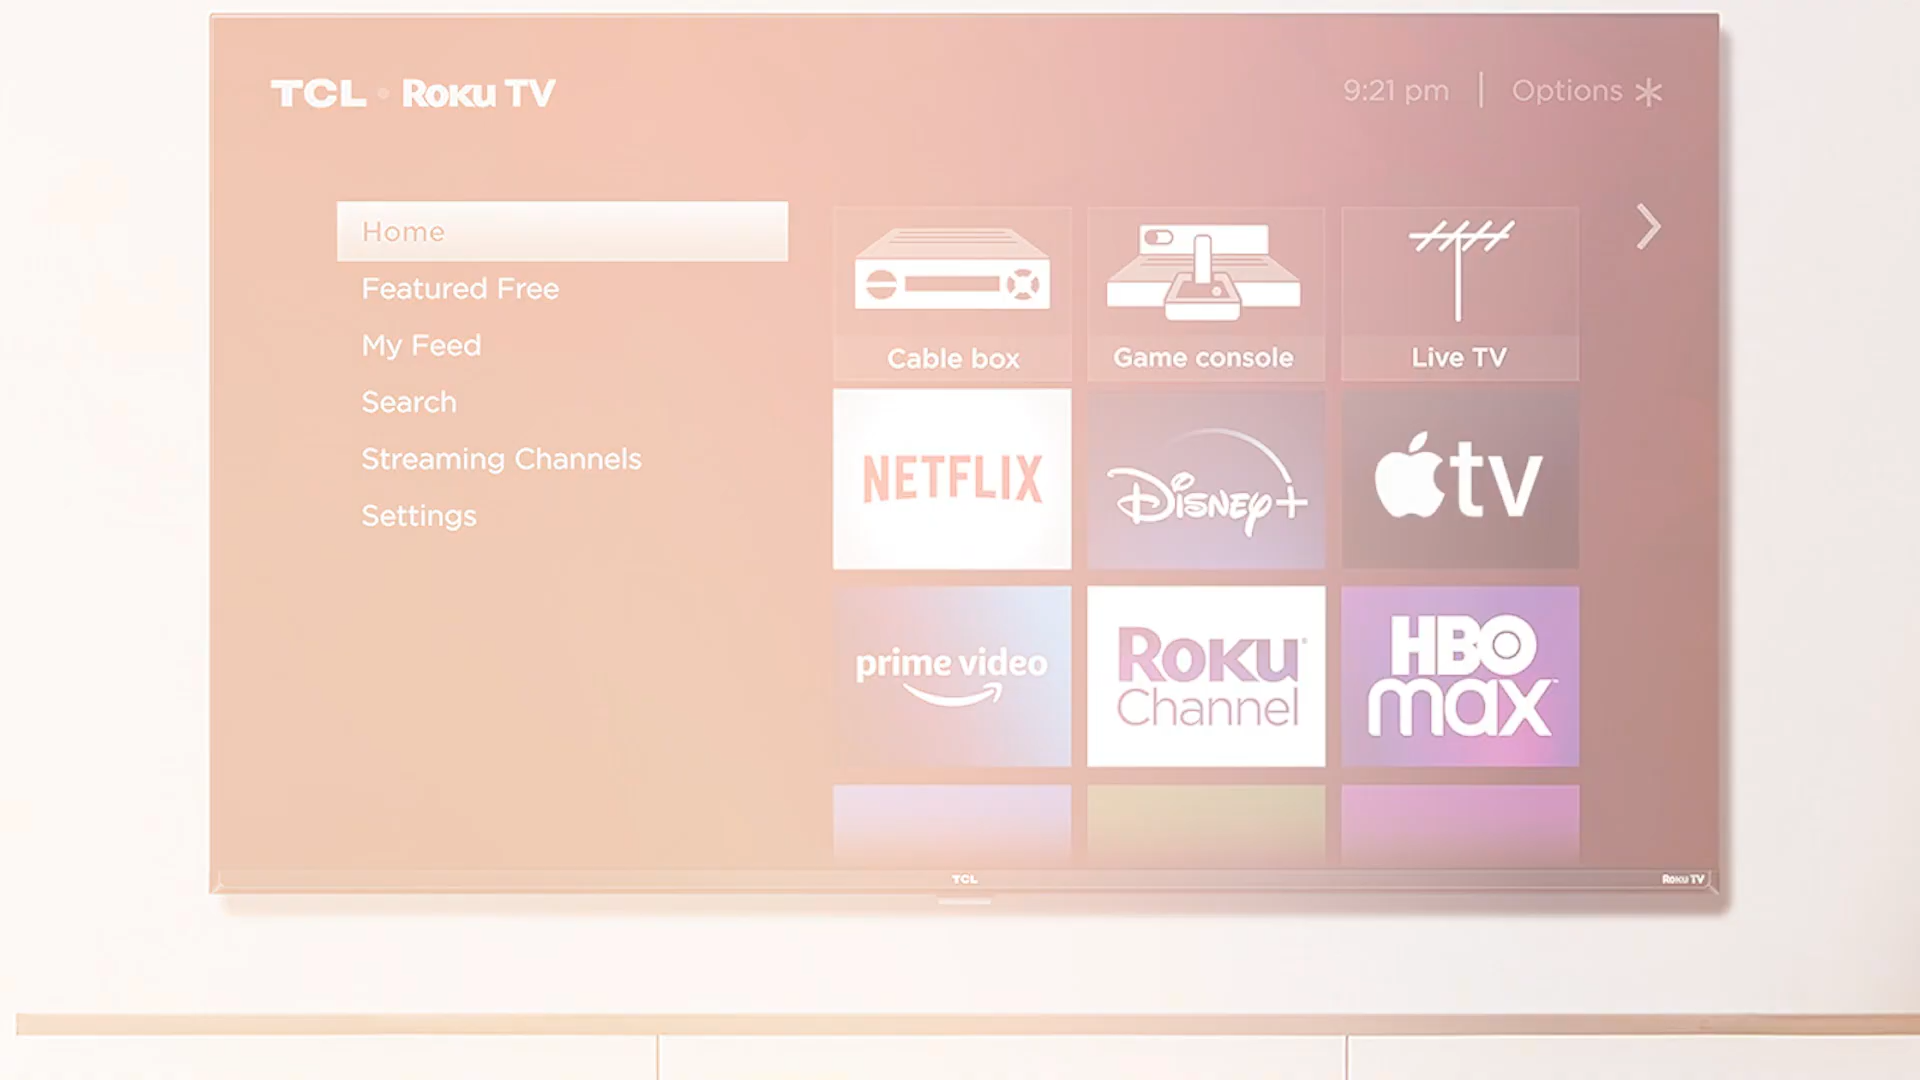 TCL • Roku TV
9:21 pm | Options *
Home
Featured Free
My Feed
Search
Streaming Channels
Settings
Cable box
Game console
Live TV
NETFLIX
Disney+
tv
prime video
Roku
Channel
HBO
max
TCL
Roku TV